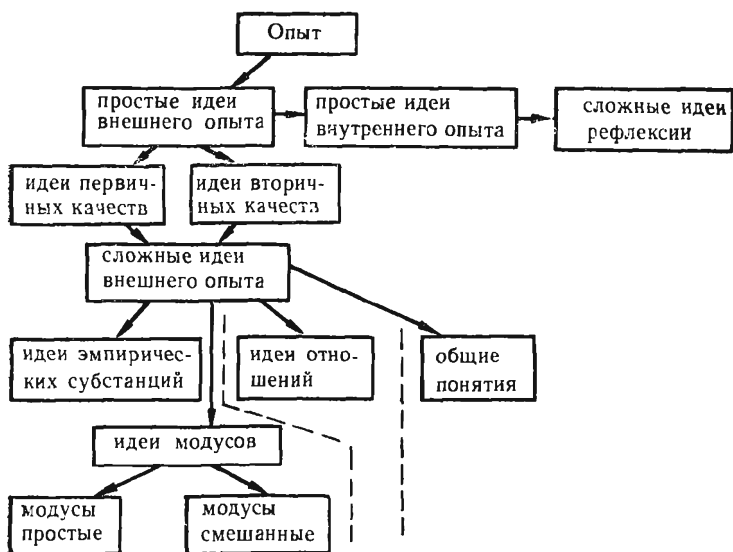 Опыт
простые идеи
внешнего опыта
простые идеи
внутреннего опыта
сложные идеи
рефлексии
идеи первич-
ных качеств
идеи вторич-
ных качеств
сложные идеи
внешнего опыта
идеи эмпиричес-
ких субстанций
идеи отно-
шений
общие
понятия
идеи модусов
модусы
простые
модусы
смешанные